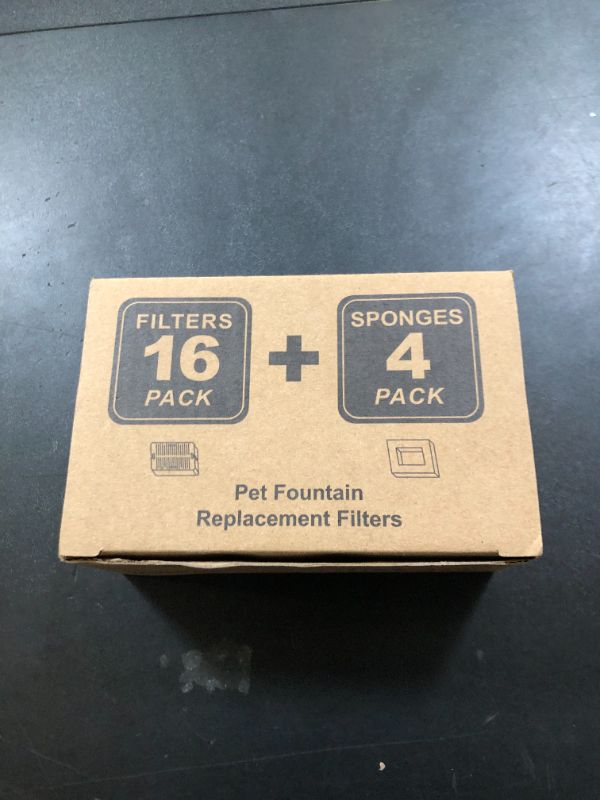 FILTERS
16
PACK
+
SPONGES
4
PACK
Pet Fountain
Replacement Filters